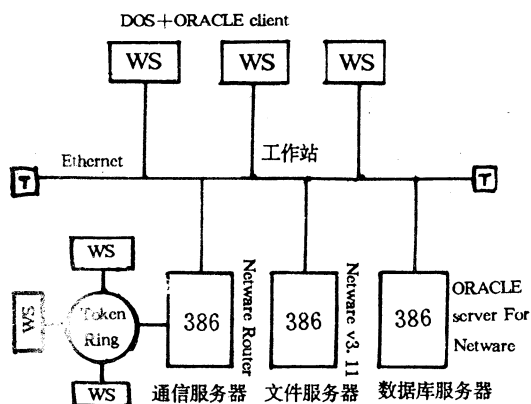 DOS+ORACLE client
WS
WS
WS
Ethernet
工作站
T
T
WS
WS
Token
Ring
WS
386
Netware Router
386
Netware v3.11
386
ORACLE
server For
Netware
通信服务器
文件服务器
数据库服务器